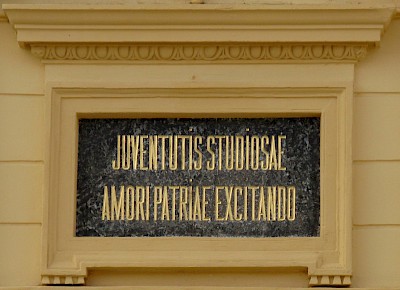 JUVENTUTIS STUDIOSAE
AMORI PATRIAE EXCITANDO